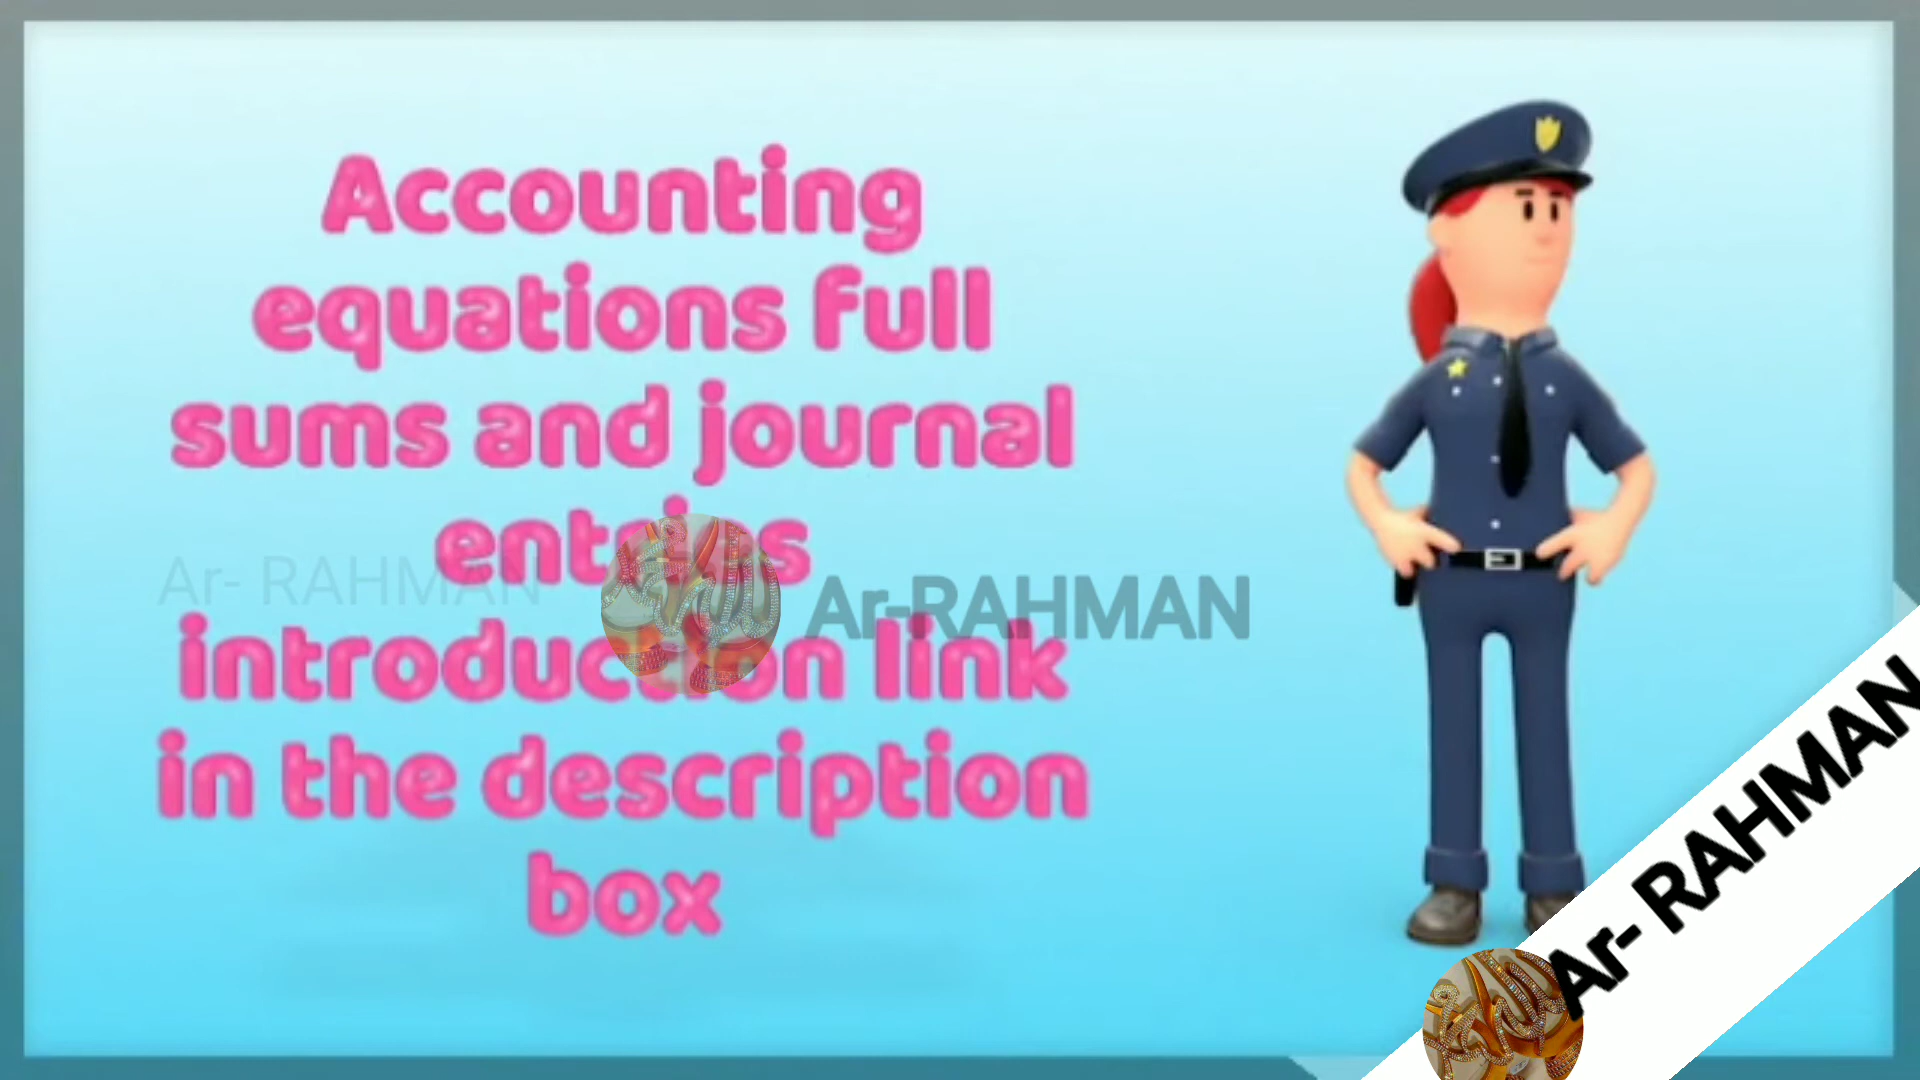 Accounting
equations full
sums and journal
entries
introduction link
in the description
box
Ar- RAHMAN
Ar-RAHMAN
Ar- RAHMAN